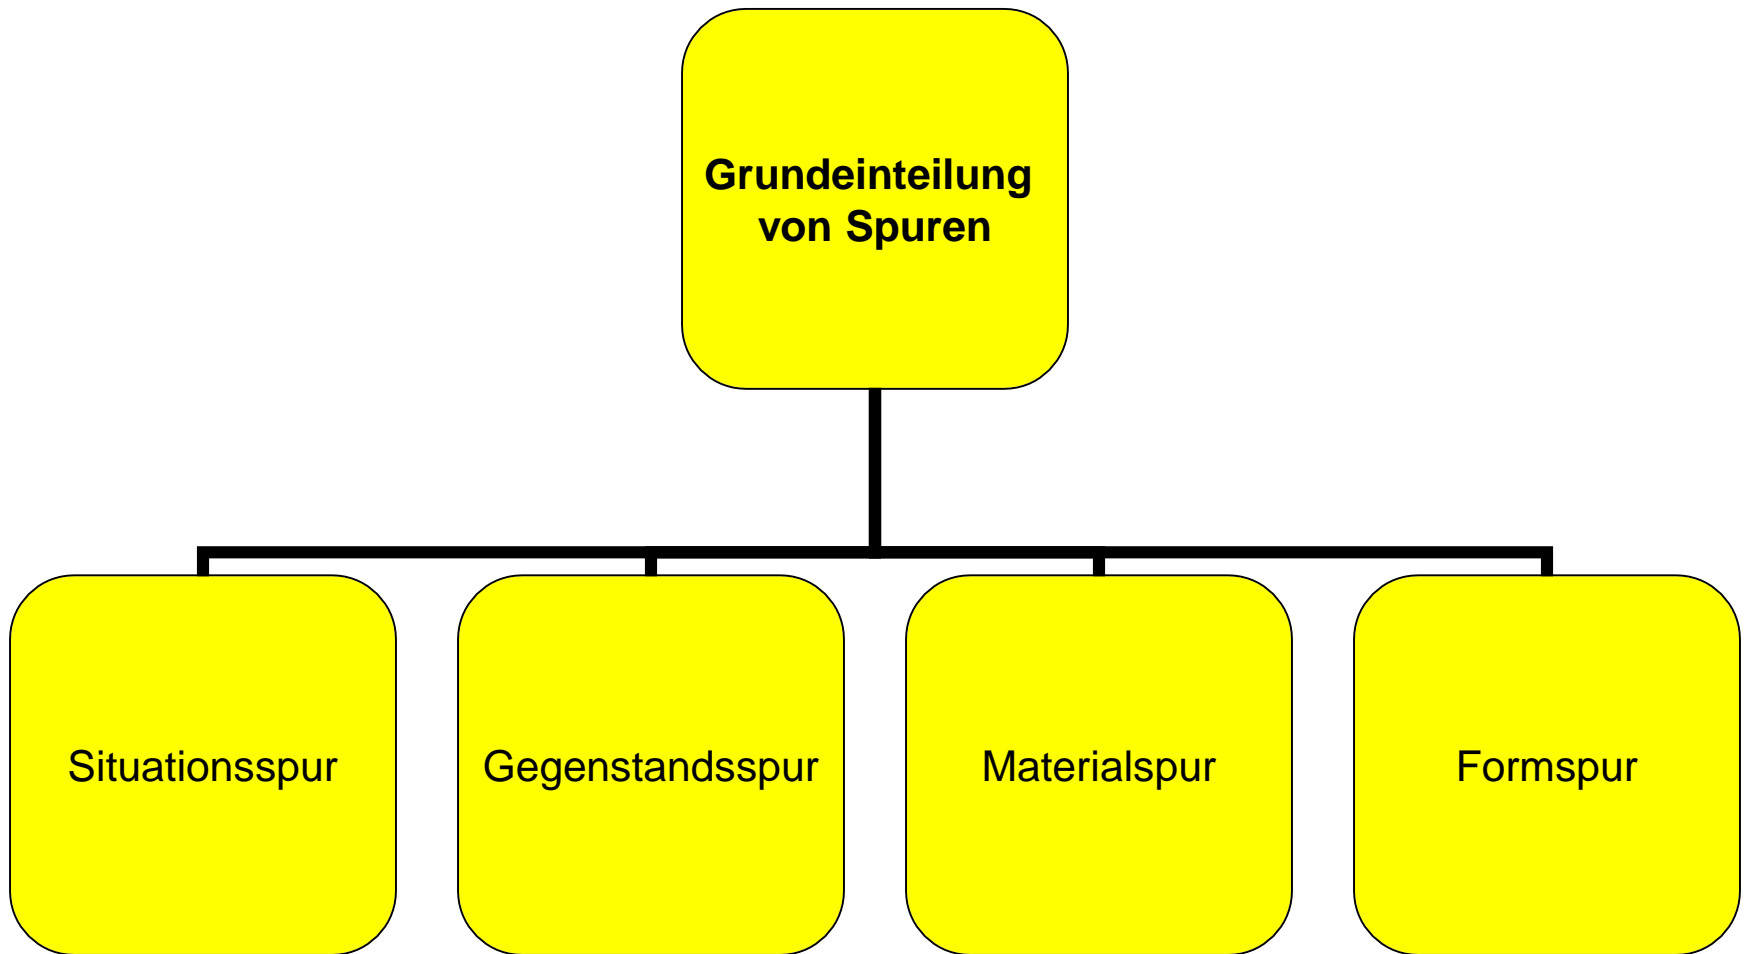 Grundeinteilung
von Spuren
Situationsspur
Gegenstandsspur
Materialspur
Formspur